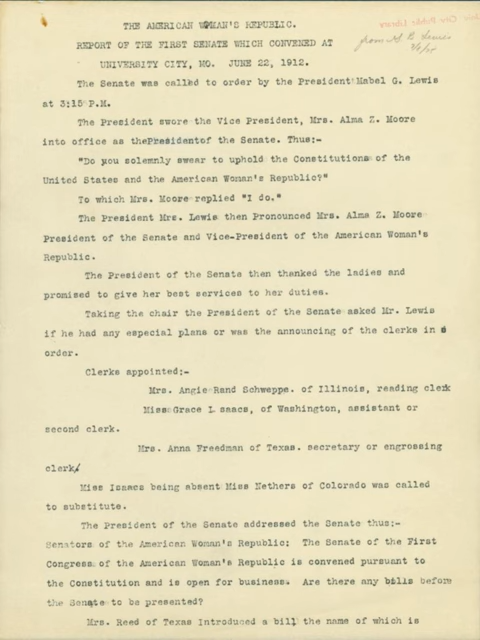 THE AMERICAN WOMAN'S REPUBLIC.
REPORT OF THE FIRST SENATE WHICH CONVENED AT
UNIVERSITY CITY, MO. JUNE 22, 1912.
City Public Library
from
The Senate was called to order by the President Mabel G. Lewis
at 3:15 P.M.
The President swore the Vice President, Mrs. Alma Z. Moore
into office as thePresidentof the Senate. Thus:-
"Do you solemnly swear to uphold the Constitutions of the
United States and the American Woman's Republic?"
To which Mrs. Moore replied "I do."
The President Mrs. Lewis then Pronounced Mrs. Alma Z. Moore
President of the Senate and Vice-President of the American Woman's
Republic.
The President of the Senate then thanked the ladies and
promised to give her best services to her duties.
Taking the chair the President of the Senate asked Mr. Lewis
if he had any especial plans or was the announcing of the clerks in
order.
Clerks appointed;-
Mrs. Angie Rand Schweppe. of Illinois, reading clerk
Miss Grace L saacs, of Washington, assistant or
second clerk.
Mrs. Anna Freedman of Texas. secretary or engrossing
clerk
Miss Isaacs being absent Miss Nethers of Colorado was called
to substitute.
The President of the Senate addressed the Senate thus:-
Senators of the American Woman's Republic: The Senate of the First
Congress of the American Woman's Republic is convened pursuant to
the Constitution and is open for business. Are there any bills before
the Senate to be presented?
Mrs. Reed of Texas Introduced a bill the name of which is